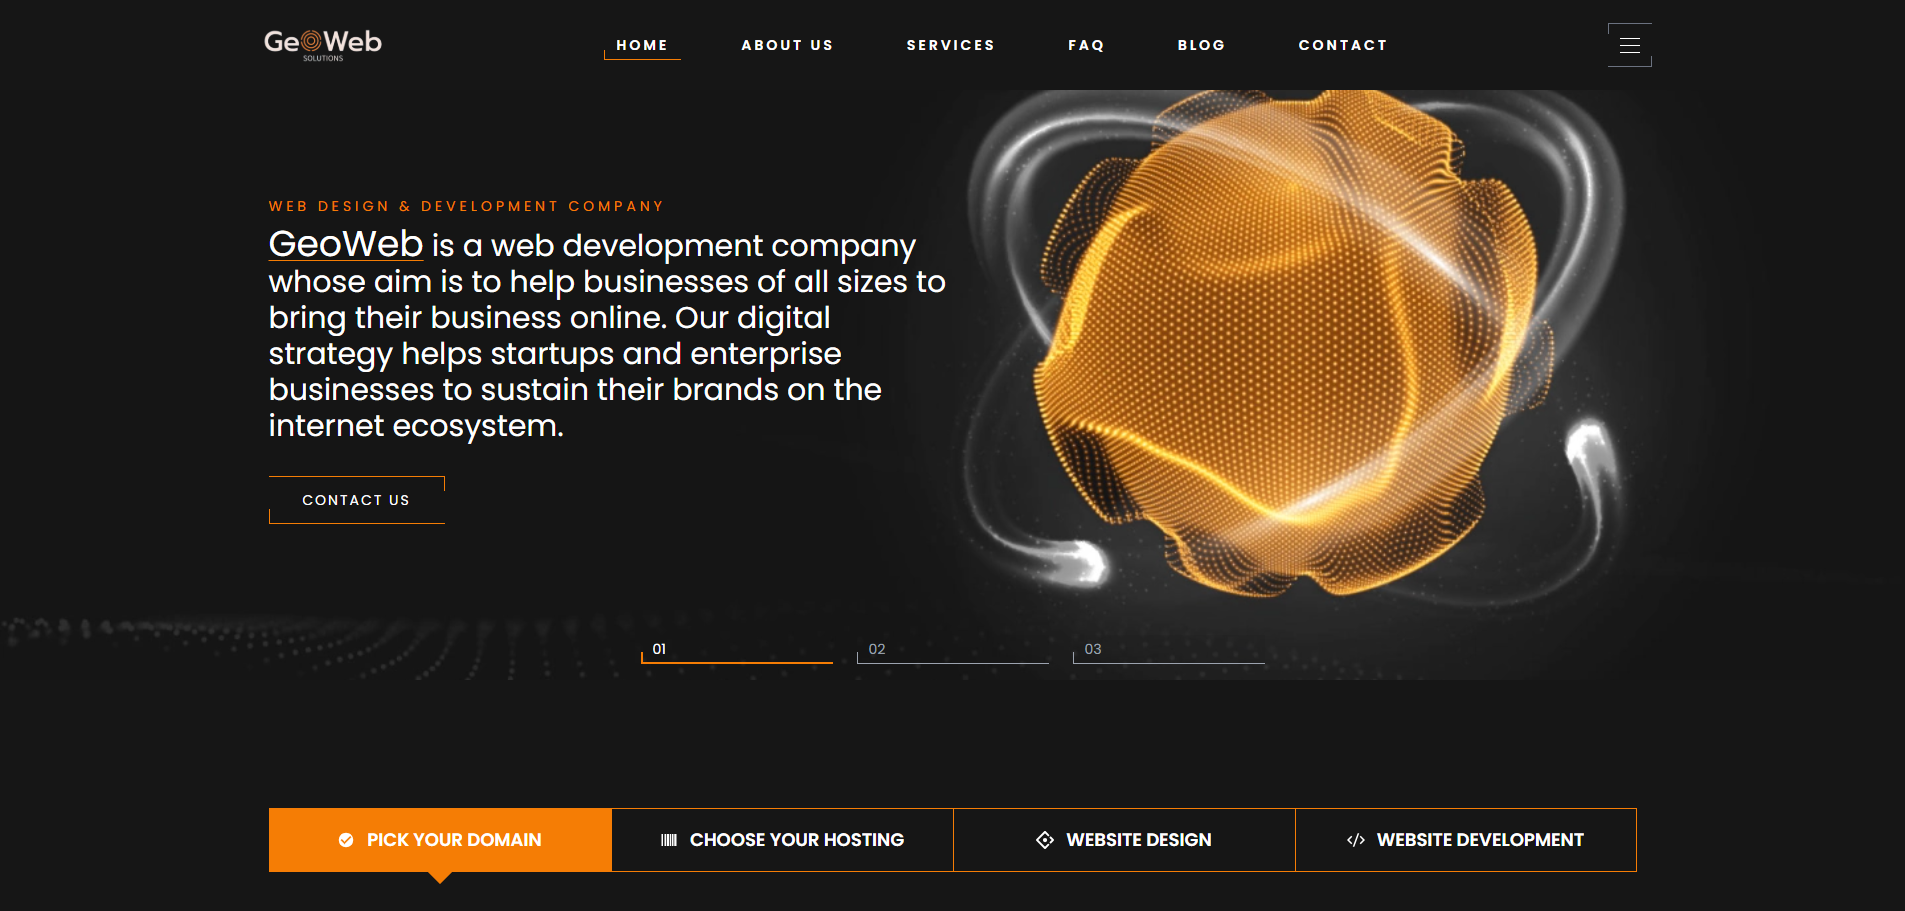 GeoWeb
SOLUTIONS
HOME
ABOUT US
SERVICES
FAQ
BLOG
CONTACT
WEB DESIGN & DEVELOPMENT COMPANY
GeoWeb is a web development company
whose aim is to help businesses of all sizes to
bring their business online. Our digital
strategy helps startups and enterprise
businesses to sustain their brands on the
internet ecosystem.
CONTACT US
01
02
03
PICK YOUR DOMAIN
CHOOSE YOUR HOSTING
WEBSITE DESIGN
WEBSITE DEVELOPMENT